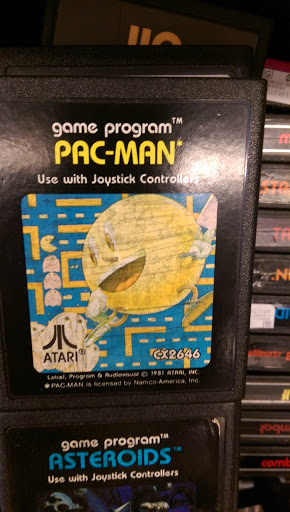 game program™
PAC-MAN*
Use with Joystick Controllers
ATARI®
CX2646
Label, Program & Audiovisual © 1981 ATARI, INC.
*PAC-MAN is licensed by Namco-America, Inc.
game program™
ASTEROIDS™
Use with Joystick Controllers